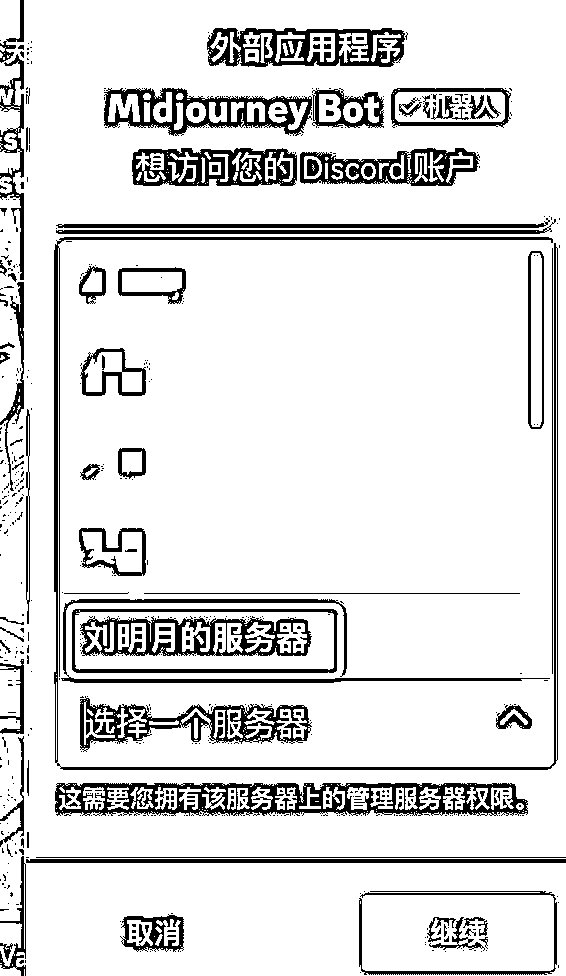 外部应用程序
Midjourney Bot ✓机器人
想访问您的 Discord 账户
刘明月的服务器
选择一个服务器
这需要您拥有该服务器上的管理服务器权限。
取消
继续